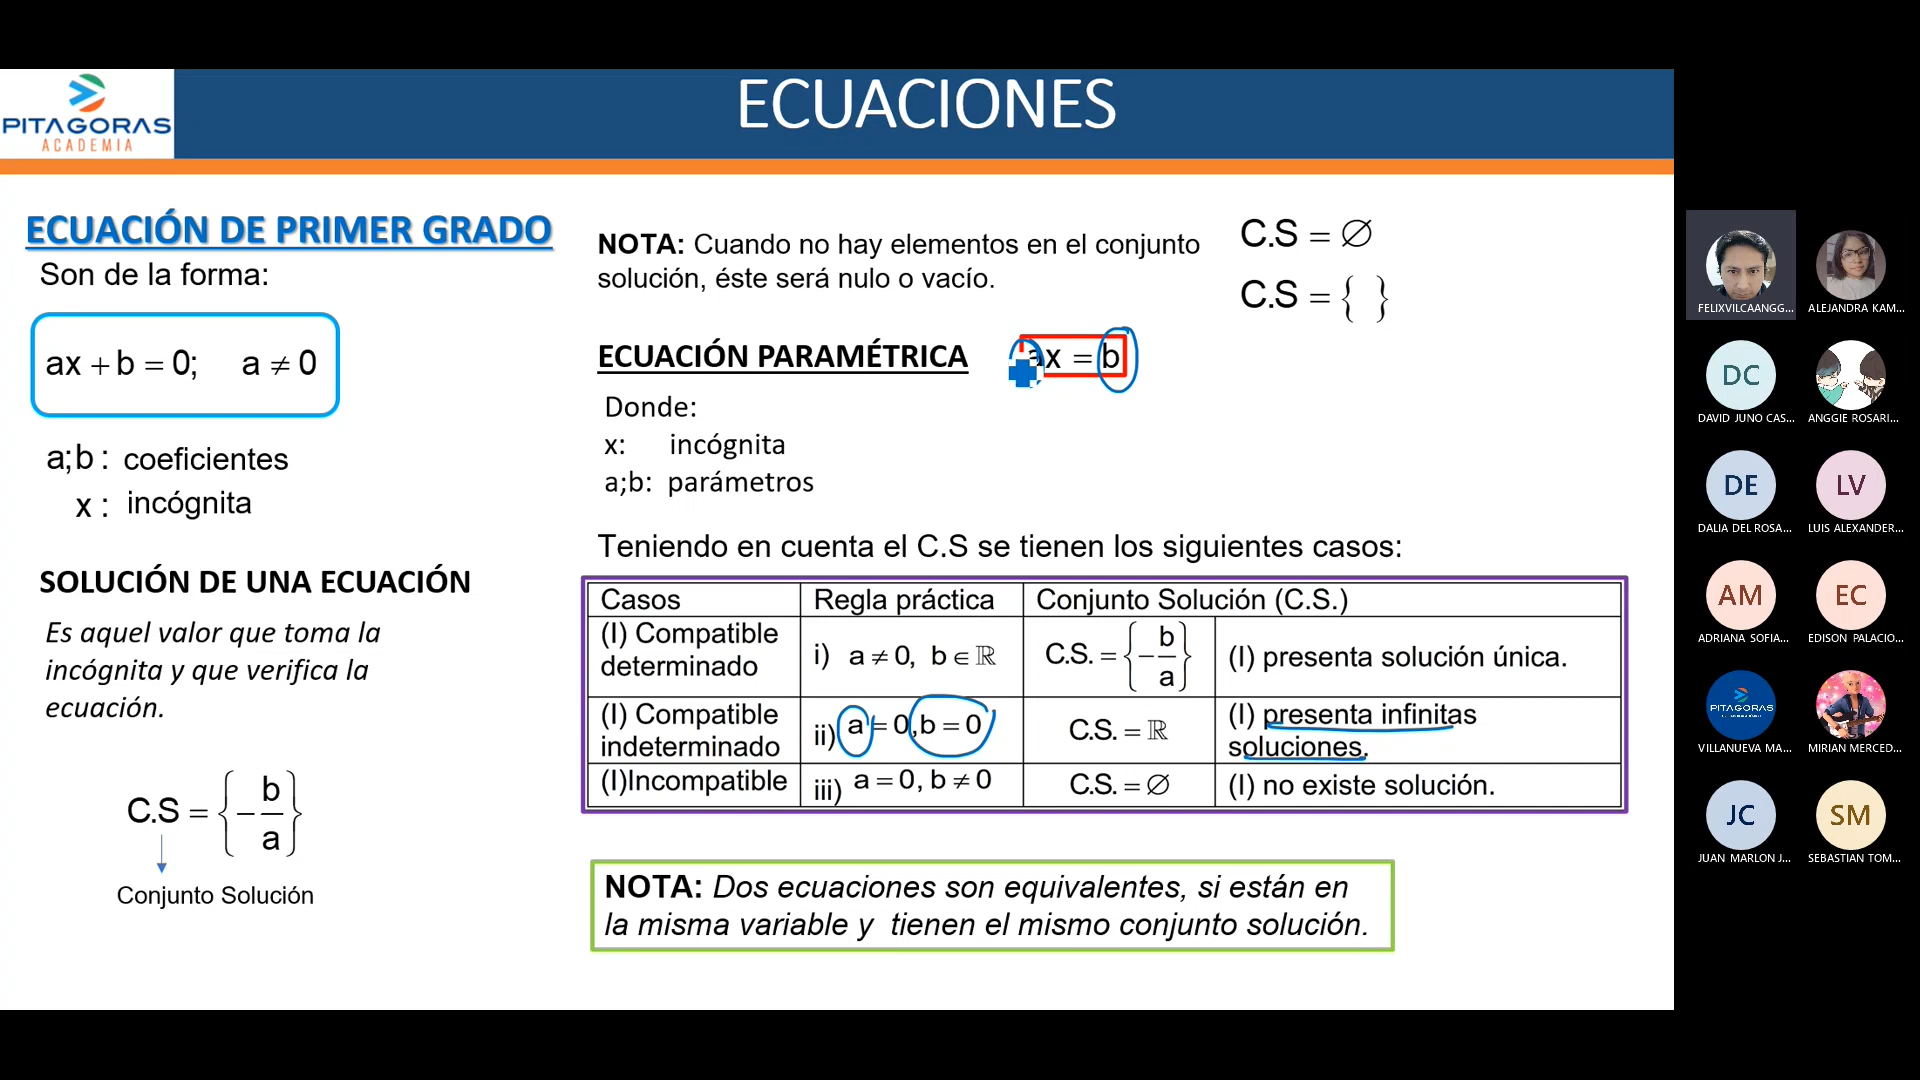 ECUACIONES
PITAGORAS
ACADEMIA
ECUACIÓN DE PRIMER GRADO
Son de la forma:
ax + b = 0;   a ≠ 0
a;b : coeficientes
x : incógnita
SOLUCIÓN DE UNA ECUACIÓN
Es aquel valor que toma la
incógnita y que verifica la
ecuación.
C.S = {-b/a}
Conjunto Solución
NOTA: Cuando no hay elementos en el conjunto
solución, éste será nulo o vacío.
C.S = ∅
C.S = { }
ECUACIÓN PARAMÉTRICA   ax = b
Donde:
x: incógnita
a;b: parámetros
Teniendo en cuenta el C.S se tienen los siguientes casos:
Casos   Regla práctica   Conjunto Solución (C.S.)
(I) Compatible
determinado   i) a ≠ 0, b ∈ ℝ   C.S. = {-b/a}   (I) presenta solución única.
(I) Compatible
indeterminado   ii) a = 0, b = 0   C.S. = ℝ   (I) presenta infinitas
soluciones.
(I)Incompatible   iii) a = 0, b ≠ 0   C.S. = ∅   (I) no existe solución.
NOTA: Dos ecuaciones son equivalentes, si están en
la misma variable y tienen el mismo conjunto solución.
FELIXVILCAANGG...   ALEJANDRA KAM...
DC
DAVID JUNO CAS...   ANGGIE ROSARI...
DE   LV
DALIA DEL ROSA...   LUIS ALEXANDER...
AM   EC
ADRIANA SOFIA...   EDISON PALACIO...
PITAGORAS
VILLANUEVA MA...   MIRIAN MERCED...
JC   SM
JUAN MARLON J...   SEBASTIAN TOM...